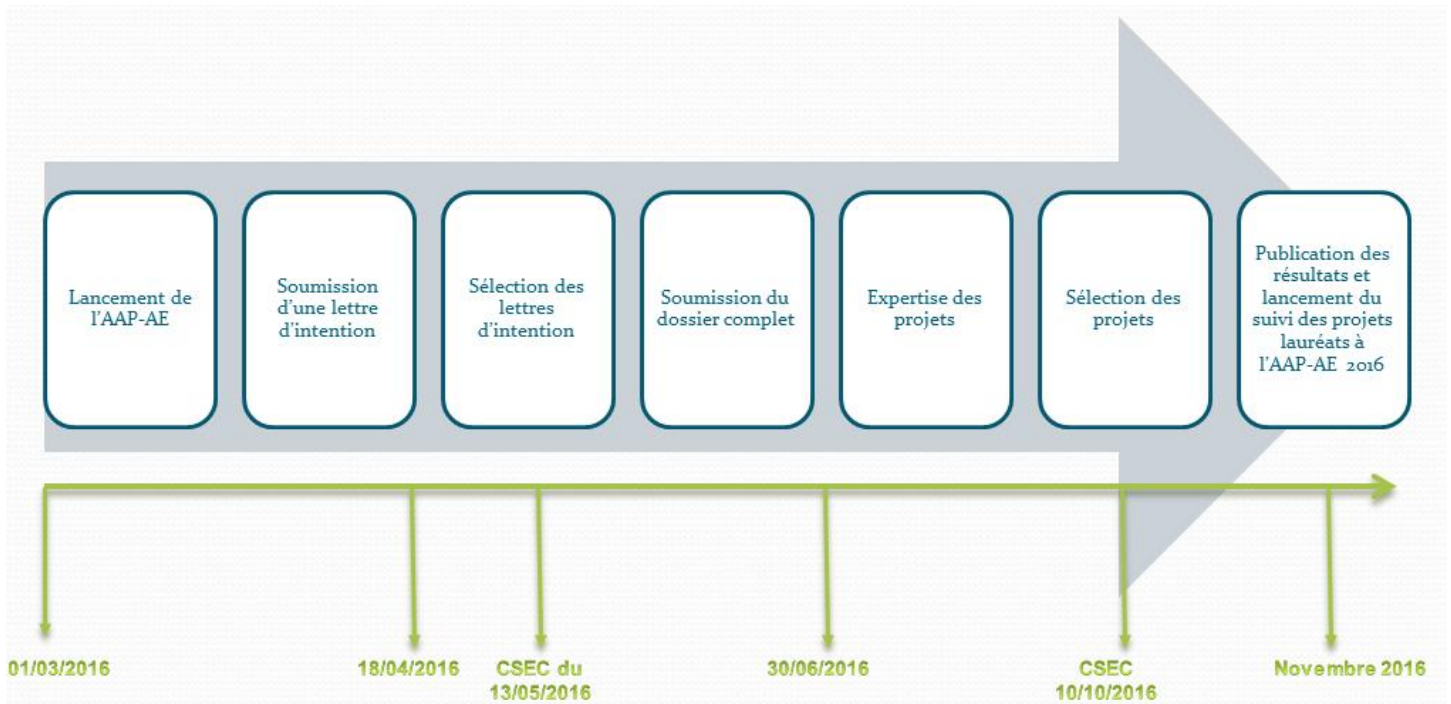 Lancement de
l'AAP-AE
Soumission
d'une lettre
d'intention
Sélection des
lettres
d'intention
Soumission du
dossier complet
Expertise des
projets
Sélection des
projets
Publication des
résultats et
lancement du
suivi des projets
lauréats à
l'AAP-AE 2016
01/03/2016
18/04/2016
CSEC du
13/05/2016
30/06/2016
CSEC
10/10/2016
Novembre 2016